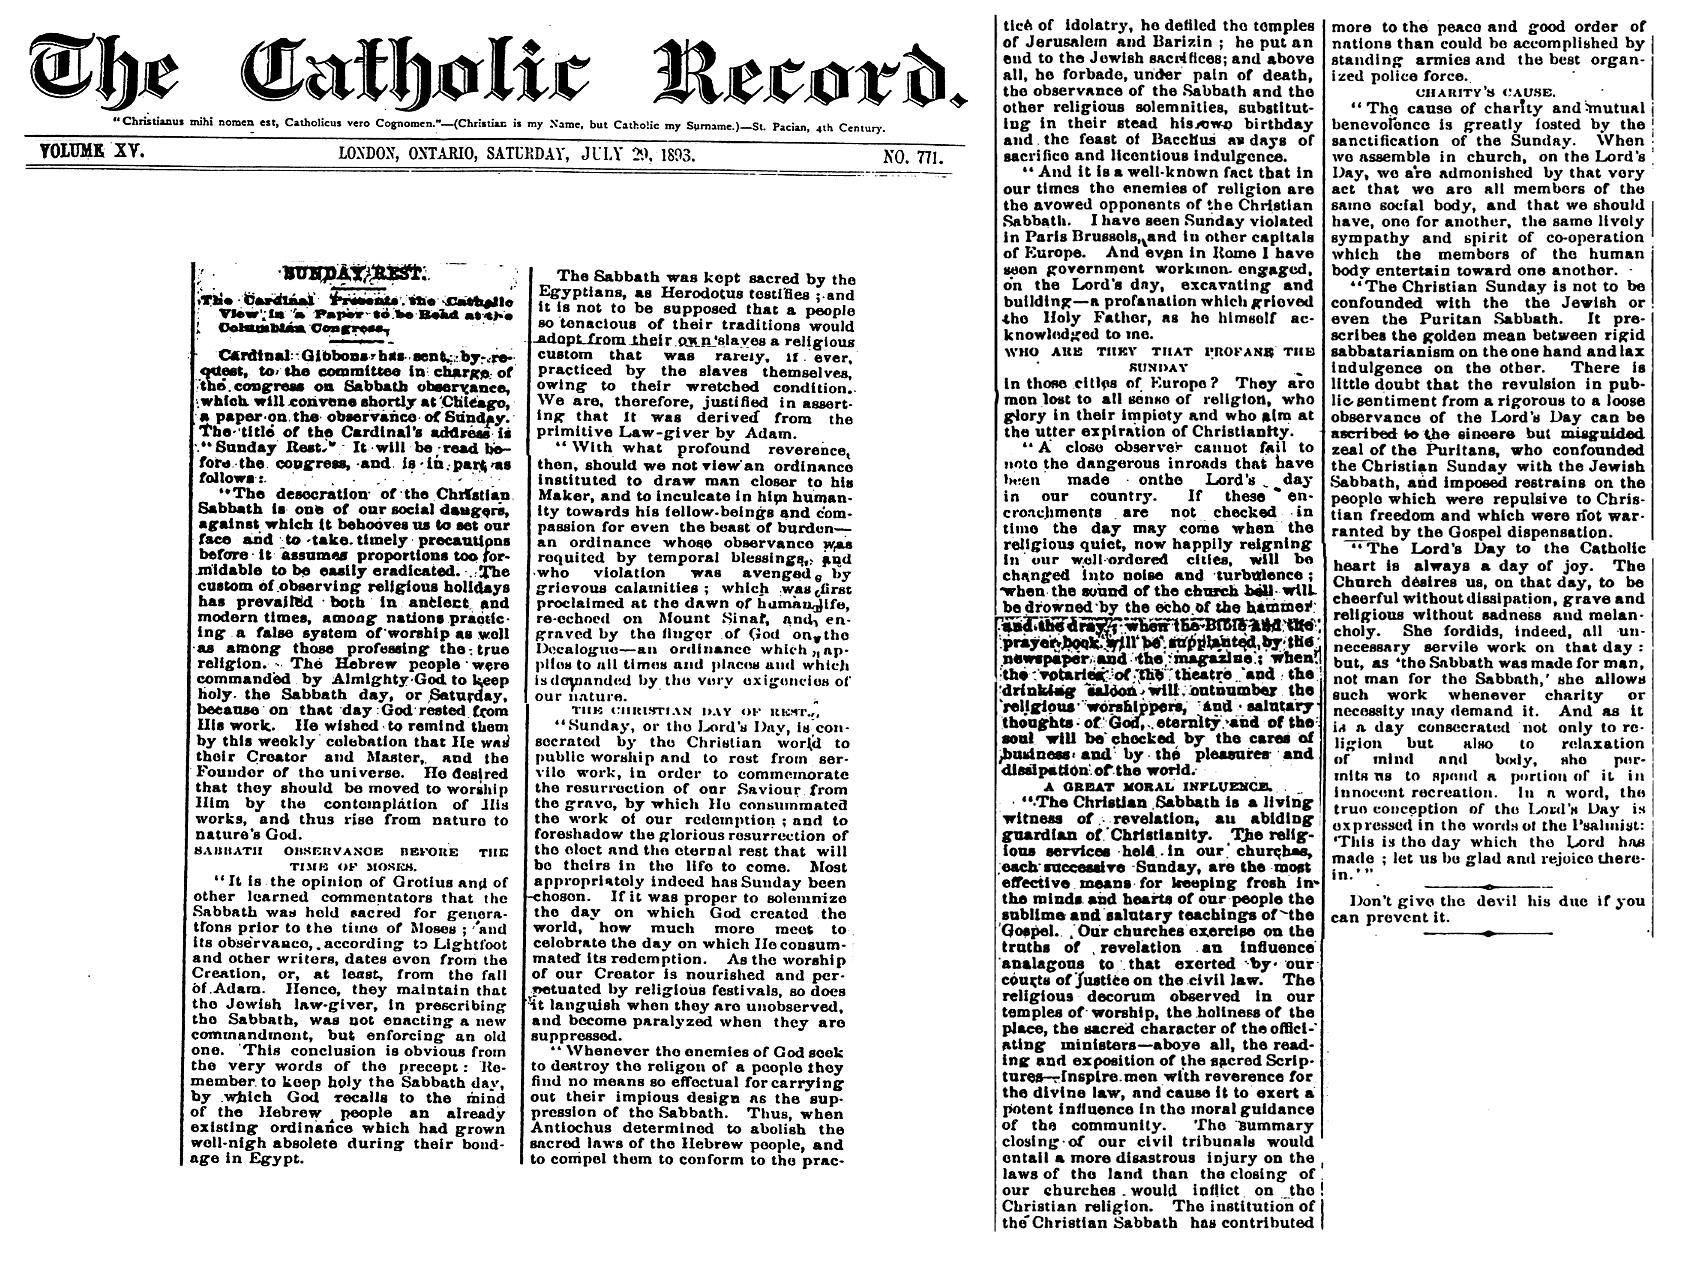 The Catholic Record.
"Christianus mihi nomen est, Catholicus vero Cognomen."—(Christian is my Name, but Catholic my Surname.)—St. Pacian, 4th Century.
VOLUME XV.
LONDON, ONTARIO, SATURDAY, JULY 29, 1893.
NO. 771.
SUNDAY REST.
The Cardinal Presents the Catholic
View in a Paper to be Read at the
Columbian Congress,
Cardinal Gibbons has sent, by re-
quest, to the committee in charge of
the congress on Sabbath observance,
which will convene shortly at Chicago,
a paper on the observance of Sunday.
The title of the Cardinal's address is
"Sunday Rest." It will be read be-
fore the congress, and is in part as
follows:
"The desecration of the Christian
Sabbath is one of our social dangers,
against which it behooves us to set our
face and to take timely precautions
before it assumes proportions too for-
midable to be easily eradicated. The
custom of observing religious holidays
has prevailed both in ancient and
modern times, among nations practic-
ing a false system of worship as well
as among those professing the true
religion. The Hebrew people were
commanded by Almighty God to keep
holy the Sabbath day, or Saturday,
because on that day God rested from
His work. He wished to remind them
by this weekly celebation that He was
their Creator and Master, and the
Founder of the universe. He desired
that they should be moved to worship
Him by the contemplation of His
works, and thus rise from nature to
nature's God.
SABBATH OBSERVANCE BEFORE THE
TIME OF MOSES.
"It is the opinion of Grotius and of
other learned commentators that the
Sabbath was held sacred for genera-
tions prior to the time of Moses; and
its observance, according to Lightfoot
and other writers, dates even from the
Creation, or, at least, from the fall
of Adam. Hence, they maintain that
the Jewish law-giver, in prescribing
the Sabbath, was not enacting a new
commandment, but enforcing an old
one. This conclusion is obvious from
the very words of the precept: Re-
member to keep holy the Sabbath day,
by which God recalls to the mind
of the Hebrew people an already
existing ordinance which had grown
well-nigh absolete during their bond-
age in Egypt.
The Sabbath was kept sacred by the
Egyptians, as Herodotus testifies; and
it is not to be supposed that a people
so tenacious of their traditions would
adopt from their own slaves a religious
custom that was rarely, if ever,
practiced by the slaves themselves,
owing to their wretched condition.
We are, therefore, justified in assert-
ing that it was derived from the
primitive Law-giver by Adam.
"With what profound reverence,
then, should we not view an ordinance
instituted to draw man closer to his
Maker, and to inculcate in him human-
ity towards his fellow-beings and com-
passion for even the beast of burden—
an ordinance whose observance was
requited by temporal blessings, and
who violation was avenged by
grievous calamities; which was first
proclaimed at the dawn of human life,
re-echoed on Mount Sinai, and en-
graved by the finger of God on the
Decalogue—an ordinance which ap-
plies to all times and places and which
is demanded by the very exigencies of
our nature.
THE CHRISTIAN DAY OF REST.
"Sunday, or the Lord's Day, is con-
secrated by the Christian world to
public worship and to rest from ser-
vile work, in order to commemorate
the resurrection of our Saviour from
the grave, by which He consummated
the work of our redemption; and to
foreshadow the glorious resurrection of
the elect and the eternal rest that will
be theirs in the life to come. Most
appropriately indeed has Sunday been
chosen. If it was proper to solemnize
the day on which God created the
world, how much more meet to
celebrate the day on which He consum-
mated its redemption. As the worship
of our Creator is nourished and per-
petuated by religious festivals, so does
it languish when they are unobserved,
and become paralyzed when they are
suppressed.
"Whenever the enemies of God seek
to destroy the religon of a people they
find no means so effectual for carrying
out their impious design as the sup-
pression of the Sabbath. Thus, when
Antiochus determined to abolish the
sacred laws of the Hebrew people, and
to compel them to conform to the prac-
tice of idolatry, he defiled the temples
of Jerusalem and Barizin; he put an
end to the Jewish sacrifices; and above
all, he forbade, under pain of death,
the observance of the Sabbath and the
other religious solemnities, substitut-
ing in their stead his own birthday
and the feast of Bacchus as days of
sacrifice and licentious indulgence.
"And it is a well-known fact that in
our times the enemies of religion are
the avowed opponents of the Christian
Sabbath. I have seen Sunday violated
in Paris Brussels, and in other capitals
of Europe. And even in Rome I have
seen government workmen engaged,
on the Lord's day, excavating and
building—a profanation which grieved
the Holy Father, as he himself ac-
knowledged to me.
WHO ARE THEY THAT PROFANE THE
SUNDAY
in those cities of Europe? They are
men lost to all sense of religion, who
glory in their impiety and who aim at
the utter expiration of Christianity.
"A close observer cannot fail to
note the dangerous inroads that have
been made onthe Lord's day
in our country. If these en-
croachments are not checked in
time the day may come when the
religious quiet, now happily reigning
in our well-ordered cities, will be
changed into noise and turbulence;
when the sound of the church bell will
be drowned by the echo of the hammer
and the dray; when the Bible and the
prayer-book will be supplanted by the
newspaper and the magazine; when
the votaries of the theatre and the
drinking saloon will outnumber the
religious worshippers, and salutary
thoughts of God, eternity and of the
soul will be checked by the cares of
business and by the pleasures and
dissipation of the world.
A GREAT MORAL INFLUENCE.
"The Christian Sabbath is a living
witness of revelation, an abiding
guardian of Christianity. The relig-
ious services held in our churches,
each successive Sunday, are the most
effective means for keeping fresh in
the minds and hearts of our people the
sublime and salutary teachings of the
Gospel. Our churches exercise on the
truths of revelation an influence
analagous to that exerted by our
courts of justice on the civil law. The
religious decorum observed in our
temples of worship, the holiness of the
place, the sacred character of the offici-
ating ministers—above all, the read-
ing and exposition of the sacred Scrip-
tures—inspire men with reverence for
the divine law, and cause it to exert a
potent influence in the moral guidance
of the community. The summary
closing of our civil tribunals would
entail a more disastrous injury on the
laws of the land than the closing of
our churches would inflict on the
Christian religion. The institution of
the Christian Sabbath has contributed
more to the peace and good order of
nations than could be accomplished by
standing armies and the best organ-
ized police force.
CHARITY'S CAUSE.
"The cause of charity and mutual
benevolence is greatly fosted by the
sanctification of the Sunday. When
we assemble in church, on the Lord's
Day, we are admonished by that very
act that we are all members of the
same social body, and that we should
have, one for another, the same lively
sympathy and spirit of co-operation
which the members of the human
body entertain toward one another.
"The Christian Sunday is not to be
confounded with the the Jewish or
even the Puritan Sabbath. It pre-
scribes the golden mean between rigid
sabbatarianism on the one hand and lax
indulgence on the other. There is
little doubt that the revulsion in pub-
lic sentiment from a rigorous to a loose
observance of the Lord's Day can be
ascribed to the sincere but misguided
zeal of the Puritans, who confounded
the Christian Sunday with the Jewish
Sabbath, and imposed restrains on the
people which were repulsive to Chris-
tian freedom and which were not war-
ranted by the Gospel dispensation.
"The Lord's Day to the Catholic
heart is always a day of joy. The
Church desires us, on that day, to be
cheerful without dissipation, grave and
religious without sadness and melan-
choly. She fordids, indeed, all un-
necessary servile work on that day:
but, as 'the Sabbath was made for man,
not man for the Sabbath,' she allows
such work whenever charity or
necessity may demand it. And as it
is a day consecrated not only to re-
ligion but also to relaxation
of mind and body, she per-
mits us to spend a portion of it in
innocent recreation. In a word, the
true conception of the Lord's Day is
expressed in the words of the Psalmist:
'This is the day which the Lord has
made; let us be glad and rejoice there-
in.'"
Don't give the devil his due if you
can prevent it.